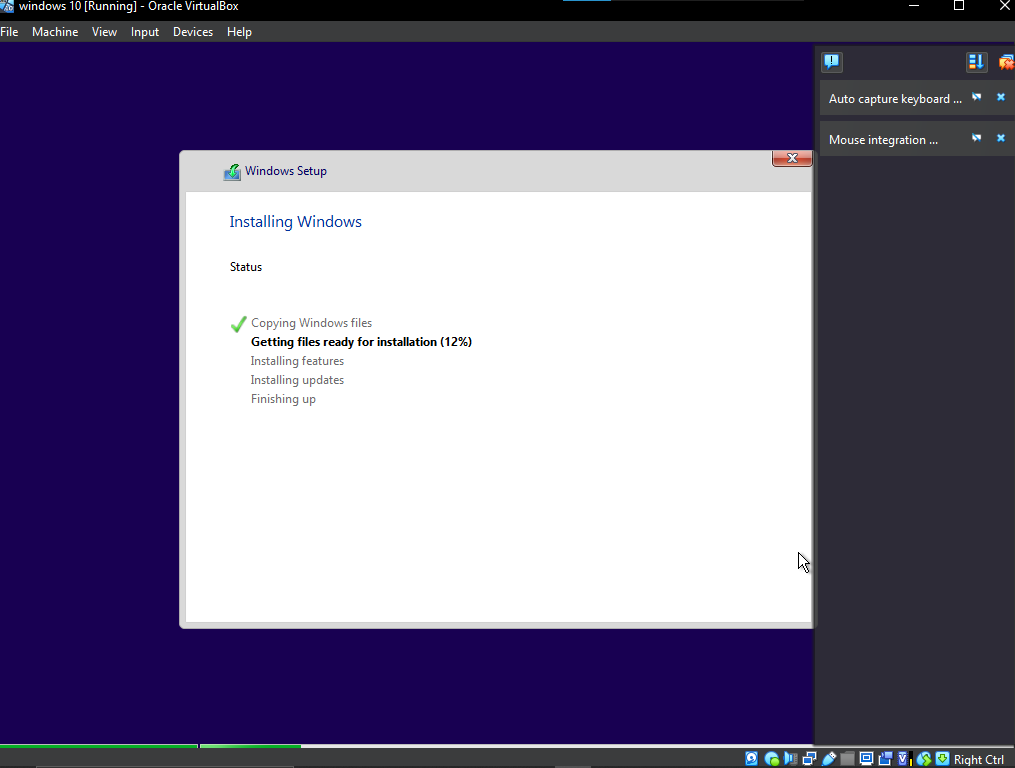 windows 10 [Running] - Oracle VirtualBox
File Machine View Input Devices Help
Auto capture keyboard ...
Mouse integration ...
Windows Setup
Installing Windows
Status
Copying Windows files
Getting files ready for installation (12%)
Installing features
Installing updates
Finishing up
Right Ctrl